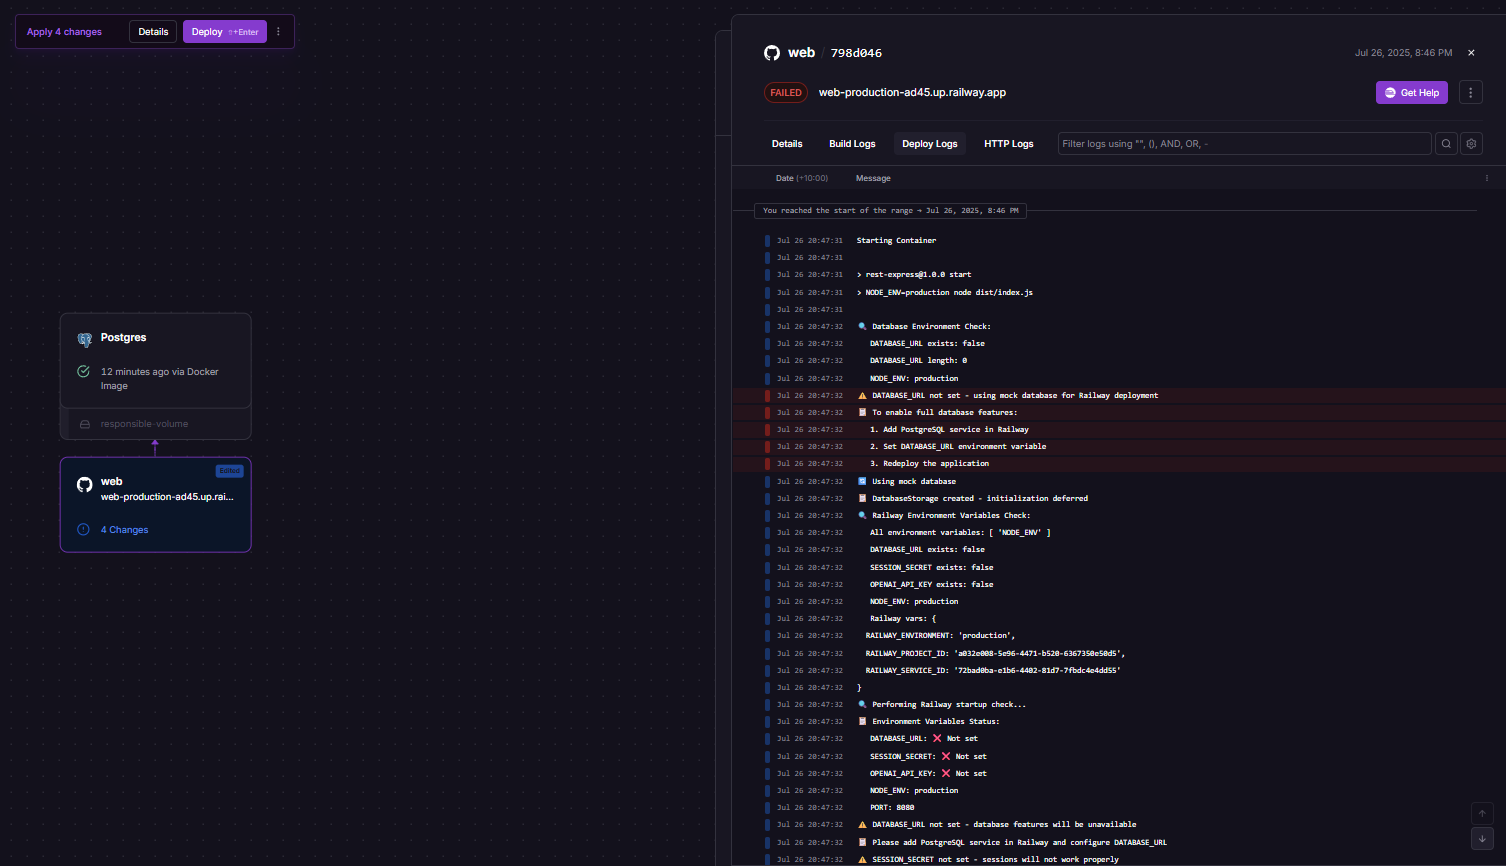 Apply 4 changes
Details
Deploy ⇧+Enter
Postgres
12 minutes ago via Docker
Image
responsible-volume
Edited
web
web-production-ad45.up.rai...
4 Changes
web / 798d046
Jul 26, 2025, 8:46 PM
FAILED
web-production-ad45.up.railway.app
Get Help
Details
Build Logs
Deploy Logs
HTTP Logs
Filter logs using "", (), AND, OR, -
Date (+10:00)
Message
You reached the start of the range → Jul 26, 2025, 8:46 PM
Jul 26 20:47:31 Starting Container
Jul 26 20:47:31
Jul 26 20:47:31 > rest-express@1.0.0 start
Jul 26 20:47:31 > NODE_ENV=production node dist/index.js
Jul 26 20:47:31
Jul 26 20:47:32 🔍 Database Environment Check:
Jul 26 20:47:32 DATABASE_URL exists: false
Jul 26 20:47:32 DATABASE_URL length: 0
Jul 26 20:47:32 NODE_ENV: production
Jul 26 20:47:32 ⚠️ DATABASE_URL not set - using mock database for Railway deployment
Jul 26 20:47:32 📋 To enable full database features:
Jul 26 20:47:32 1. Add PostgreSQL service in Railway
Jul 26 20:47:32 2. Set DATABASE_URL environment variable
Jul 26 20:47:32 3. Redeploy the application
Jul 26 20:47:32 🔄 Using mock database
Jul 26 20:47:32 📋 DatabaseStorage created - initialization deferred
Jul 26 20:47:32 🔍 Railway Environment Variables Check:
Jul 26 20:47:32 All environment variables: [ 'NODE_ENV' ]
Jul 26 20:47:32 DATABASE_URL exists: false
Jul 26 20:47:32 SESSION_SECRET exists: false
Jul 26 20:47:32 OPENAI_API_KEY exists: false
Jul 26 20:47:32 NODE_ENV: production
Jul 26 20:47:32 Railway vars: {
Jul 26 20:47:32 RAILWAY_ENVIRONMENT: 'production',
Jul 26 20:47:32 RAILWAY_PROJECT_ID: 'a032e008-5e96-4471-b520-6367350e50d5',
Jul 26 20:47:32 RAILWAY_SERVICE_ID: '72bad0ba-e1b6-4402-81d7-7fbdc4e4dd55'
Jul 26 20:47:32 }
Jul 26 20:47:32 🔍 Performing Railway startup check...
Jul 26 20:47:32 📋 Environment Variables Status:
Jul 26 20:47:32 DATABASE_URL: ❌ Not set
Jul 26 20:47:32 SESSION_SECRET: ❌ Not set
Jul 26 20:47:32 OPENAI_API_KEY: ❌ Not set
Jul 26 20:47:32 NODE_ENV: production
Jul 26 20:47:32 PORT: 8080
Jul 26 20:47:32 ⚠️ DATABASE_URL not set - database features will be unavailable
Jul 26 20:47:32 📋 Please add PostgreSQL service in Railway and configure DATABASE_URL
Jul 26 20:47:32 ⚠️ SESSION_SECRET not set - sessions will not work properly